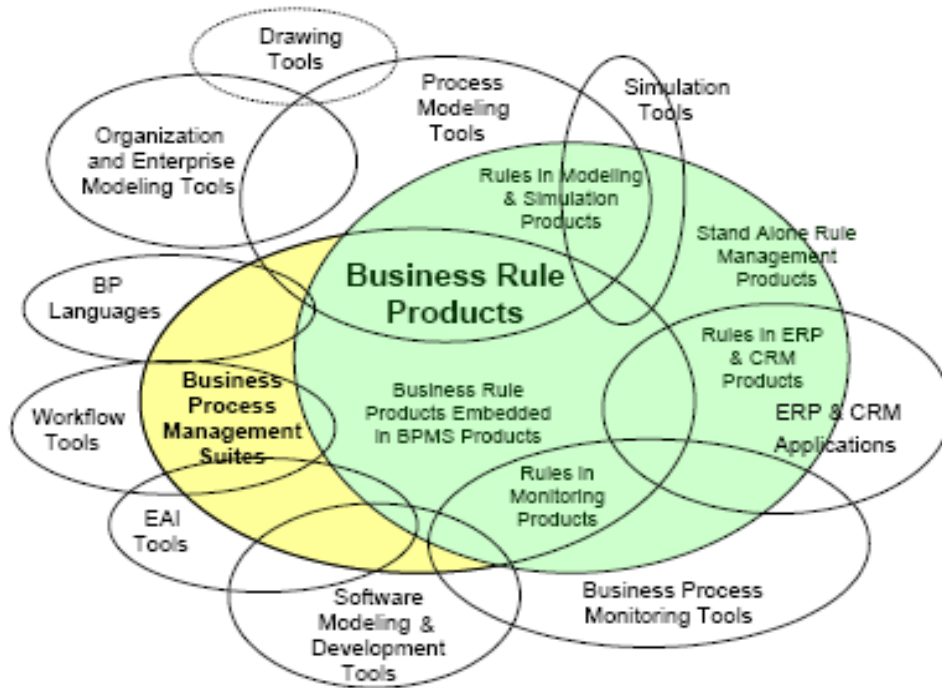 Drawing
Tools
Process
Modeling
Tools
Simulation
Tools
Organization
and Enterprise
Modeling Tools
Rules In Modeling
& Simulation
Products
Stand Alone Rule
Management
Products
BP
Languages
Business Rule
Products
Rules In ERP
& CRM
Products
Business
Process
Management
Suites
Business Rule
Products Embedded
In BPMS Products
Workflow
Tools
ERP & CRM
Applications
Rules In
Monitoring
Products
EAI
Tools
Software
Modeling &
Development
Tools
Business Process
Monitoring Tools